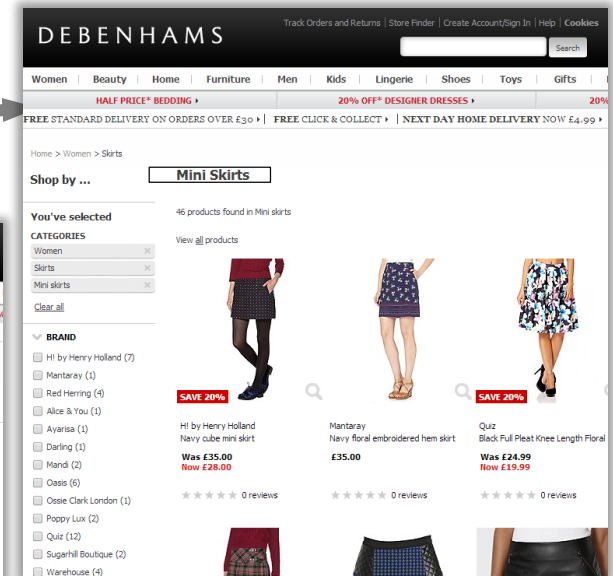 Track Orders and Returns | Store Finder | Create Account/Sign In | Help | Cookies
DEBENHAMS
Search
Women | Beauty | Home | Furniture | Men | Kids | Lingerie | Shoes | Toys | Gifts |
HALF PRICE* BEDDING
20% OFF* DESIGNER DRESSES
20%
FREE STANDARD DELIVERY ON ORDERS OVER £30 | FREE CLICK & COLLECT | NEXT DAY HOME DELIVERY NOW £4.99
Home > Women > Skirts
Shop by ...
Mini Skirts
You've selected
CATEGORIES
Women
Skirts
Mini skirts
Clear all
BRAND
H! by Henry Holland (7)
Mantaray (1)
Red Herring (4)
Alice & You (1)
Ayarisa (1)
Darling (1)
Mandi (2)
Oasis (6)
Ossie Clark London (1)
Poppy Lux (2)
Quiz (12)
Sugarhill Boutique (2)
Warehouse (4)
46 products found in Mini skirts
View all products
SAVE 20%
H! by Henry Holland
Navy cube mini skirt
Was £35.00
Now £28.00
0 reviews
Mantaray
Navy floral embroidered hem skirt
£35.00
0 reviews
SAVE 20%
Quiz
Black Full Pleat Knee Length Floral
Was £24.99
Now £19.99
0 reviews